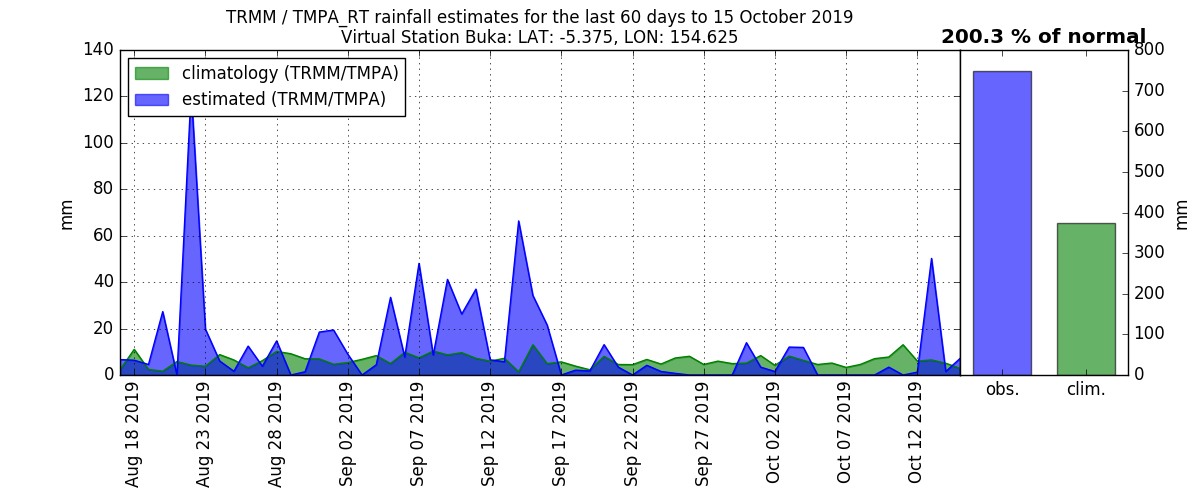 TRMM / TMPA_RT rainfall estimates for the last 60 days to 15 October 2019
Virtual Station Buka: LAT: -5.375, LON: 154.625
200.3 % of normal
climatology (TRMM/TMPA)
estimated (TRMM/TMPA)
mm
140
120
100
80
60
40
20
0
Aug 18 2019
Aug 23 2019
Aug 28 2019
Sep 02 2019
Sep 07 2019
Sep 12 2019
Sep 17 2019
Sep 22 2019
Sep 27 2019
Oct 02 2019
Oct 07 2019
Oct 12 2019
obs.
clim.
800
700
600
500
400
300
200
100
0
mm